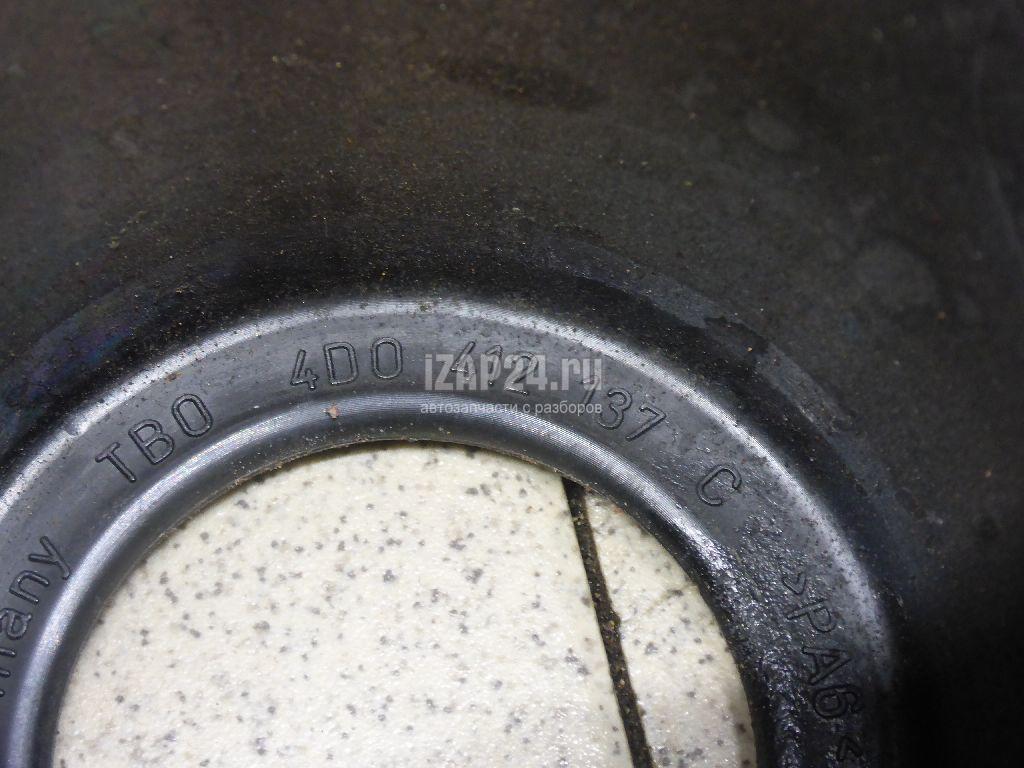 TBO 4D0 412 137 C >PA6<
iZAP24.ru
автозапчасти с разборов